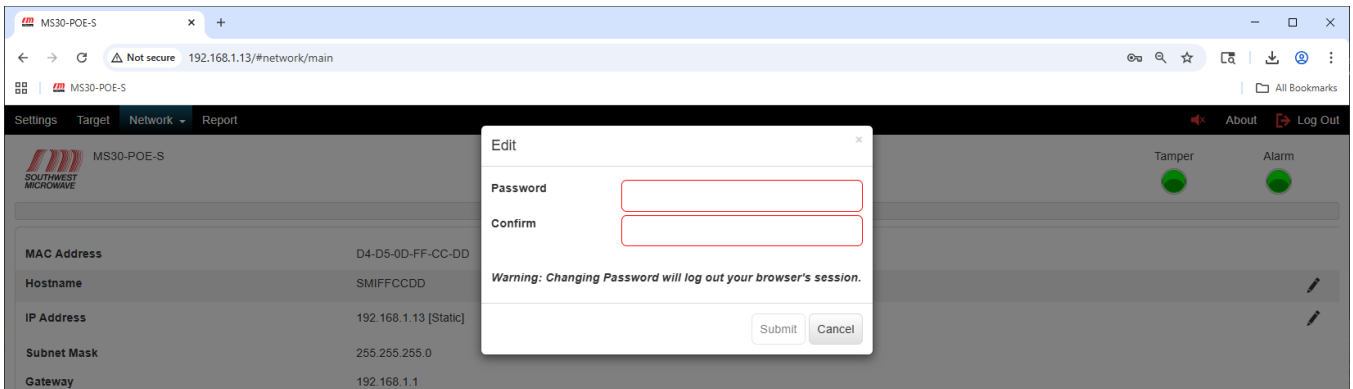 MS30-POE-S
Not secure 192.168.1.13/#network/main
MS30-POE-S
All Bookmarks
Settings Target Network Report About Log Out
SOUTHWEST
MICROWAVE
MS30-POE-S
Tamper Alarm
Edit
Password
Confirm
Warning: Changing Password will log out your browser's session.
Submit Cancel
MAC Address D4-D5-0D-FF-CC-DD
Hostname SMIFFCCDD
IP Address 192.168.1.13 [Static]
Subnet Mask 255.255.255.0
Gateway 192.168.1.1